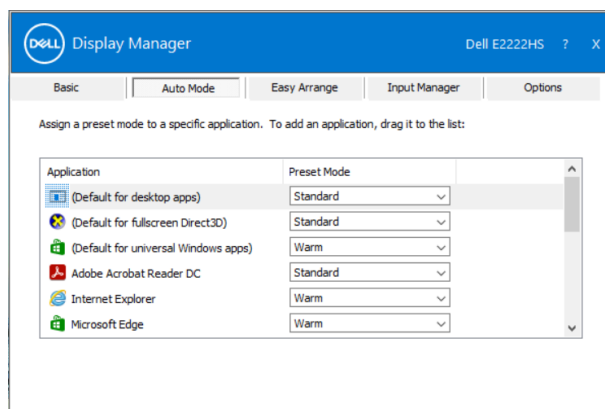 DELL Display Manager Dell E2222HS ? X
Basic Auto Mode Easy Arrange Input Manager Options
Assign a preset mode to a specific application. To add an application, drag it to the list:
Application Preset Mode
(Default for desktop apps) Standard
(Default for fullscreen Direct3D) Standard
(Default for universal Windows apps) Warm
Adobe Acrobat Reader DC Standard
Internet Explorer Warm
Microsoft Edge Warm